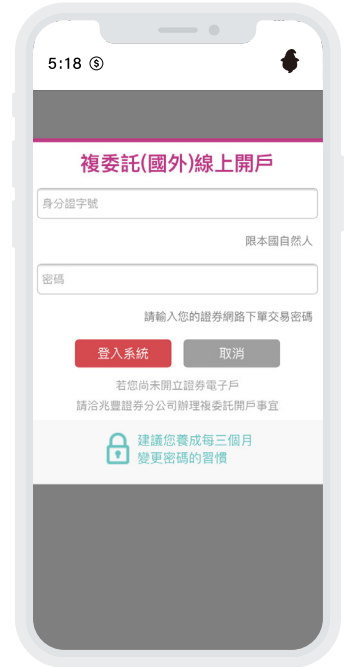 5:18 $
複委託(國外)線上開戶
身分證字號
限本國自然人
密碼
請輸入您的證券網路下單交易密碼
登入系統
取消
若您尚未開立證券電子戶
請洽兆豐證券分公司辦理複委託開戶事宜
建議您養成每三個月
變更密碼的習慣